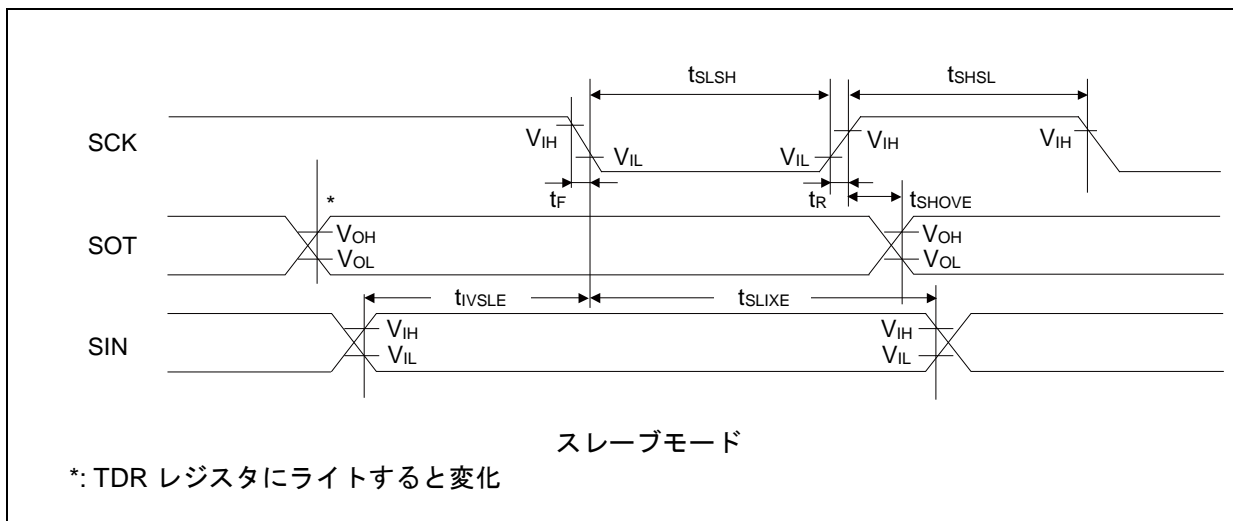 tSLSH
tSHSL
SCK
VIH
VIL
VIL
VIH
VIH
tF
tR
tSHOVE
*
SOT
VOH
VOL
VOH
VOL
tIVSLE
tSLIXE
SIN
VIH
VIL
VIH
VIL
スレーブモード
*: TDR レジスタにライトすると変化